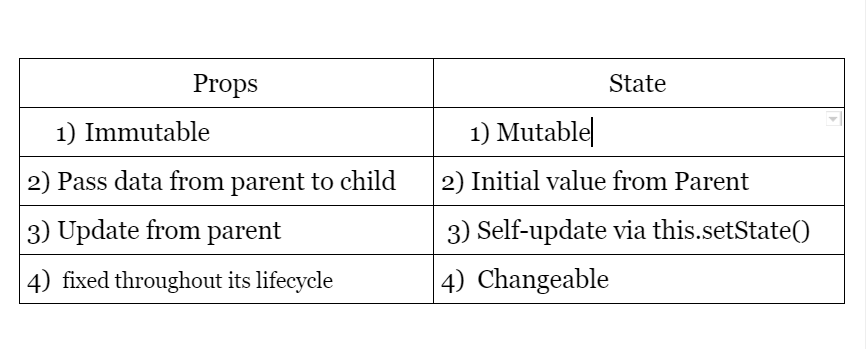 Props State
1) Immutable 1) Mutable
2) Pass data from parent to child 2) Initial value from Parent
3) Update from parent 3) Self-update via this.setState()
4) fixed throughout its lifecycle 4) Changeable